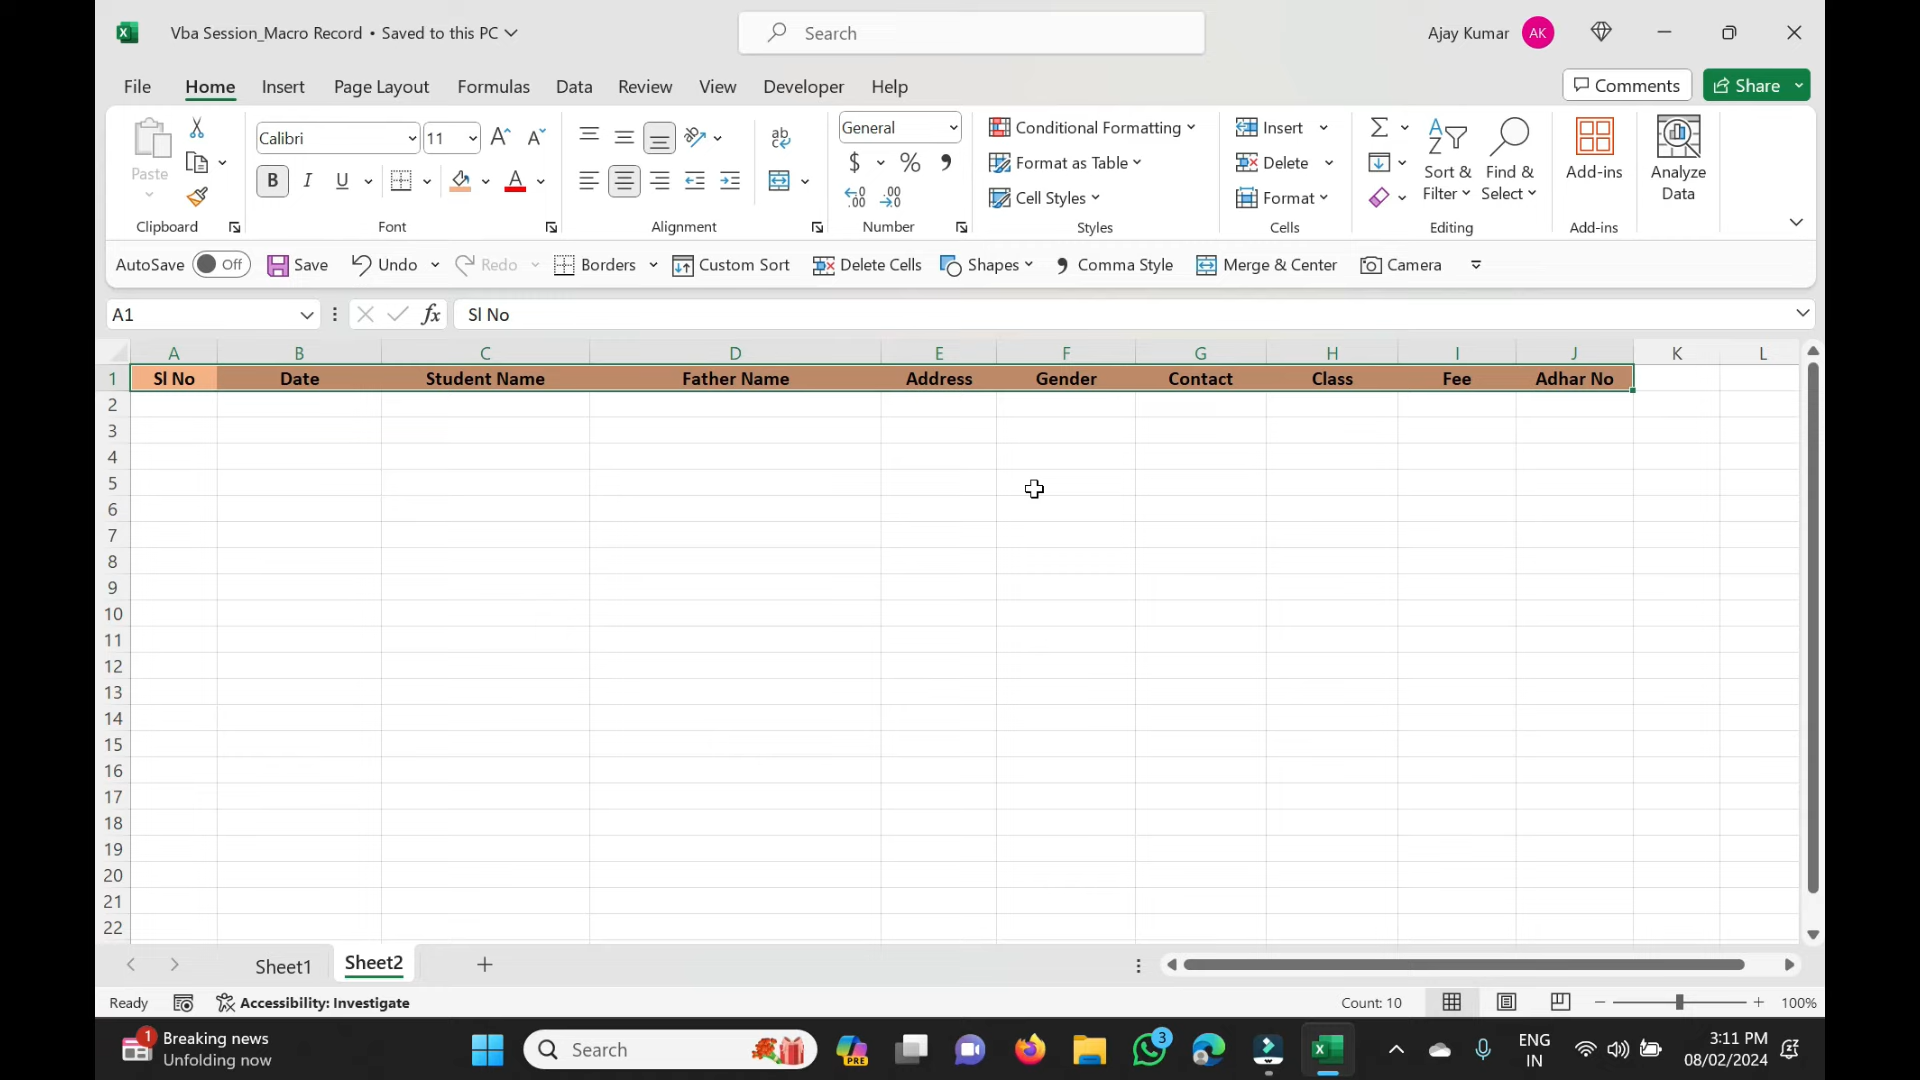 Vba Session_Macro Record • Saved to this PC
Search
Ajay Kumar AK
File Home Insert Page Layout Formulas Data Review View Developer Help
Comments Share
Paste
Clipboard
Calibri 11
B I U A
Font
ab
Alignment
General
$ % ,
Number
Conditional Formatting
Format as Table
Cell Styles
Styles
Insert
Delete
Format
Cells
Sort & Filter
Find & Select
Editing
Add-ins
Add-ins
Analyze Data
AutoSave Off Save Undo Redo Borders Custom Sort Delete Cells Shapes Comma Style Merge & Center Camera
A1 fx Sl No
A B C D E F G H I J K L
1 Sl No Date Student Name Father Name Address Gender Contact Class Fee Adhar No
2
3
4
5
6
7
8
9
10
11
12
13
14
15
16
17
18
19
20
21
22
Sheet1 Sheet2
Ready Accessibility: Investigate Count: 10 100%
1 Breaking news
Unfolding now
Search
PRE
3
ENG
IN
3:11 PM
08/02/2024